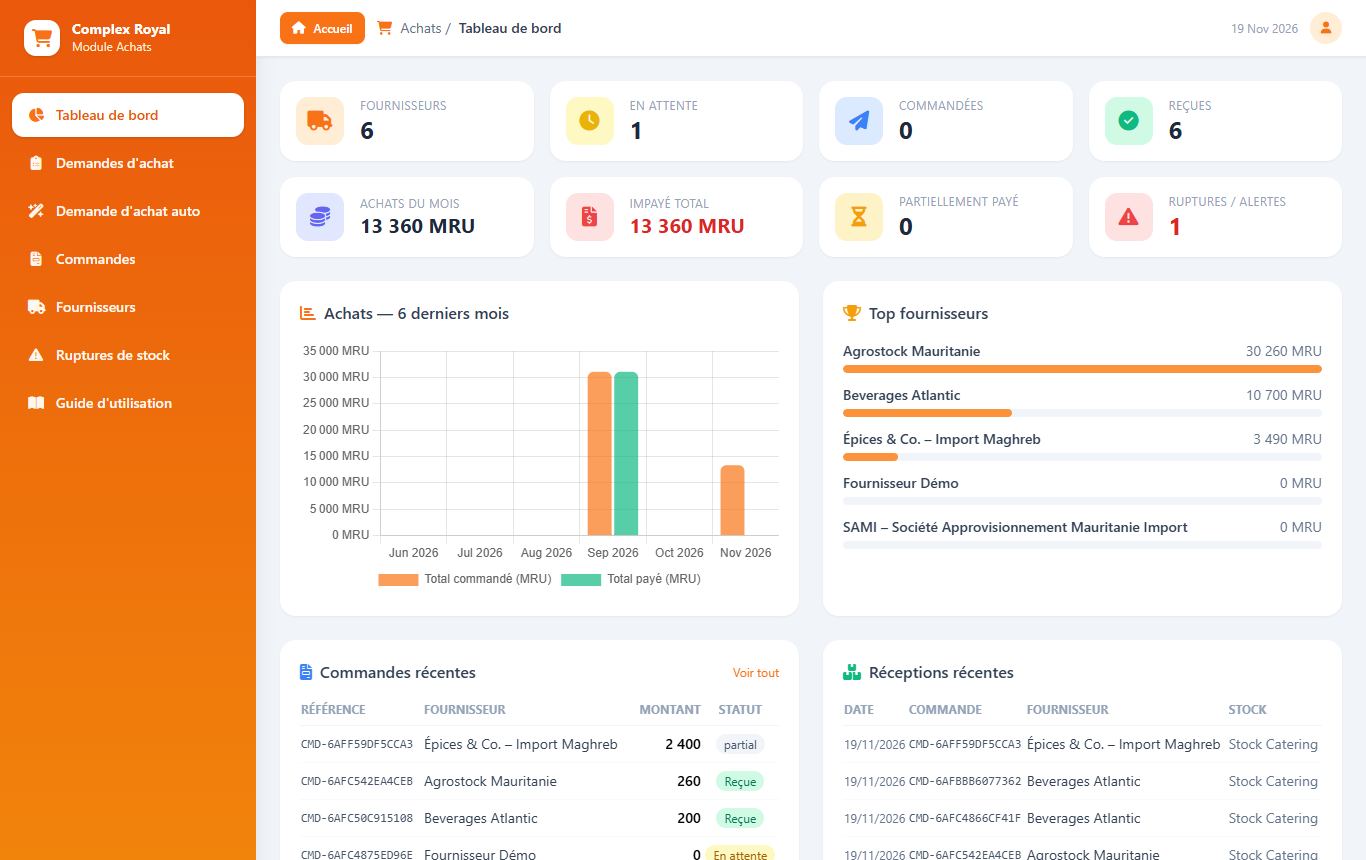 Complex Royal
Module Achats
Tableau de bord
Demandes d'achat
Demande d'achat auto
Commandes
Fournisseurs
Ruptures de stock
Guide d'utilisation
Accueil Achats / Tableau de bord 19 Nov 2026
FOURNISSEURS
6
EN ATTENTE
1
COMMANDÉES
0
REÇUES
6
ACHATS DU MOIS
13 360 MRU
IMPAYÉ TOTAL
13 360 MRU
PARTIELLEMENT PAYÉ
0
RUPTURES / ALERTES
1
Achats — 6 derniers mois
35 000 MRU
30 000 MRU
25 000 MRU
20 000 MRU
15 000 MRU
10 000 MRU
5 000 MRU
0 MRU
Jun 2026 Jul 2026 Aug 2026 Sep 2026 Oct 2026 Nov 2026
Total commandé (MRU) Total payé (MRU)
Top fournisseurs
Agrostock Mauritanie 30 260 MRU
Beverages Atlantic 10 700 MRU
Épices & Co. – Import Maghreb 3 490 MRU
Fournisseur Démo 0 MRU
SAMI – Société Approvisionnement Mauritanie Import 0 MRU
Commandes récentes Voir tout
RÉFÉRENCE FOURNISSEUR MONTANT STATUT
CMD-6AFF59DF5CCA3 Épices & Co. – Import Maghreb 2 400 partial
CMD-6AFC542EA4CEB Agrostock Mauritanie 260 Reçue
CMD-6AFC50C915108 Beverages Atlantic 200 Reçue
CMD-6AFC4875ED96E Fournisseur Démo 0 En attente
Réceptions récentes
DATE COMMANDE FOURNISSEUR STOCK
19/11/2026 CMD-6AFF59DF5CCA3 Épices & Co. – Import Maghreb Stock Catering
19/11/2026 CMD-6AFBBB6077362 Beverages Atlantic Stock Catering
19/11/2026 CMD-6AFC4866CF41F Beverages Atlantic Stock Catering
19/11/2026 CMD-6AFC542EA4CEB Agrostock Mauritanie Stock Catering